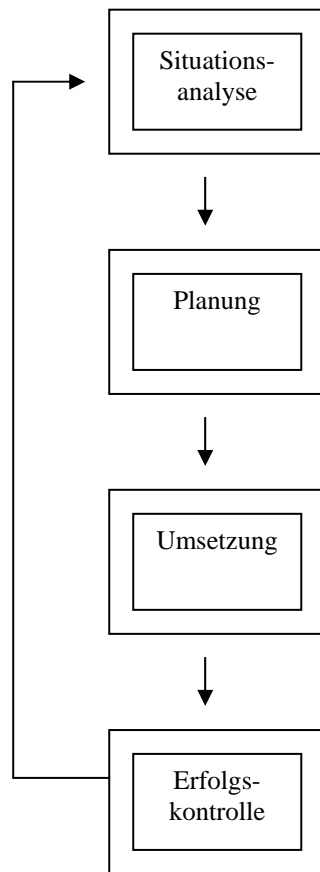 Situations-
analyse
Planung
Umsetzung
Erfolgs-
kontrolle